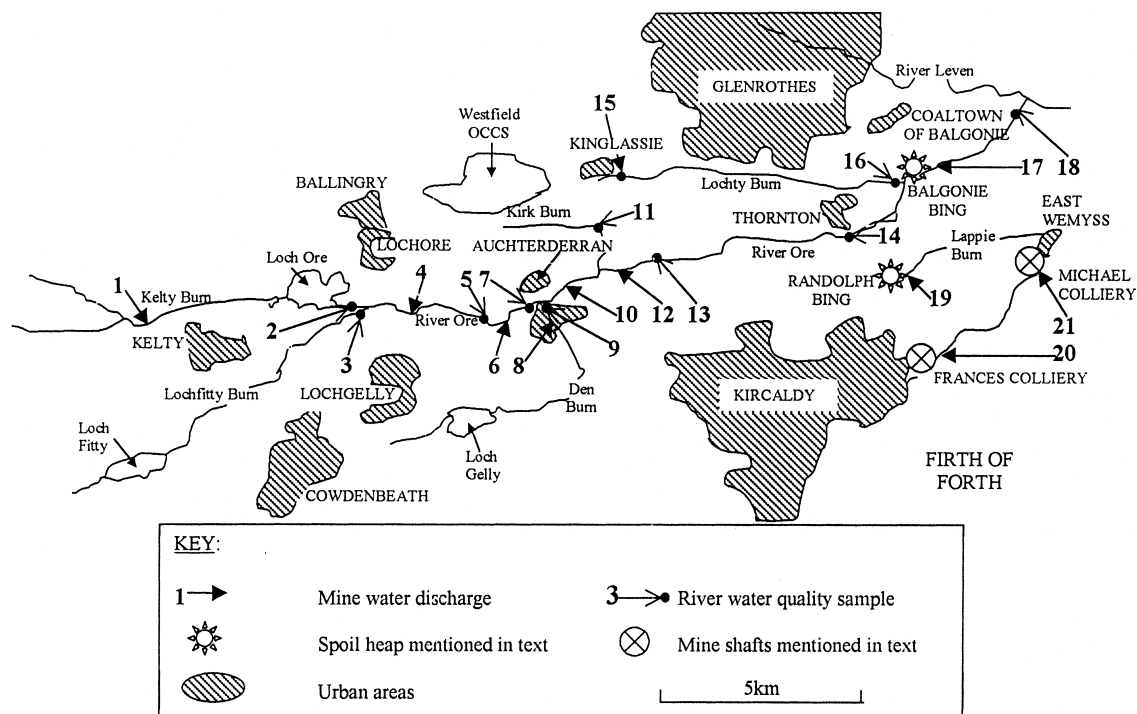 GLENROTHES
River Leven
15
Westfield
OCCS
KINGLASSIE
COALTOWN
OF BALGONIE
18
17
16
Lochty Burn
BALGONIE
BING
EAST
WEMYSS
BALLINGRY
Kirk Burn
11
THORNTON
LOCHORE
AUCHTERDERRAN
14
Lappie
Burn
Loch Ore
4
5
7
River Ore
1
Kelty Burn
RANDOLPH
BING
19
MICHAEL
COLLIERY
2
River Ore
10
12
13
21
3
6
8
9
20
KELTY
Lochfitty Burn
LOCHGELLY
Den
Burn
KIRCALDY
FRANCES COLLIERY
Loch
Fitty
Loch
Gelly
COWDENBEATH
FIRTH OF
FORTH
KEY:
1 Mine water discharge
3 River water quality sample
Spoil heap mentioned in text
Mine shafts mentioned in text
Urban areas
5km